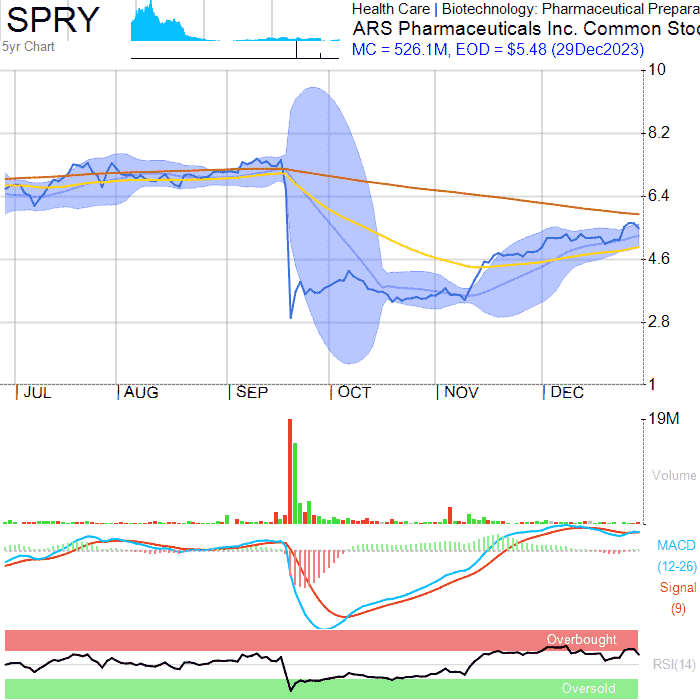 SPRY
5yr Chart
Health Care | Biotechnology: Pharmaceutical Prepara
ARS Pharmaceuticals Inc. Common Stoc
MC = 526.1M, EOD = $5.48 (29Dec2023)
10
8.2
6.4
4.6
2.8
1
JUL AUG SEP OCT NOV DEC
19M
Volume
MACD
(12-26)
Signal
(9)
Overbought
RSI(14)
Oversold